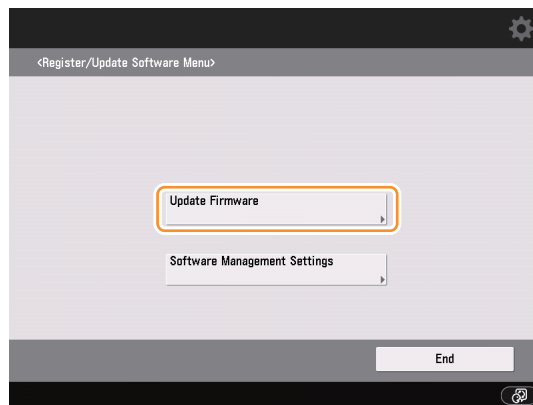 <Register/Update Software Menu>
Update Firmware
Software Management Settings
End